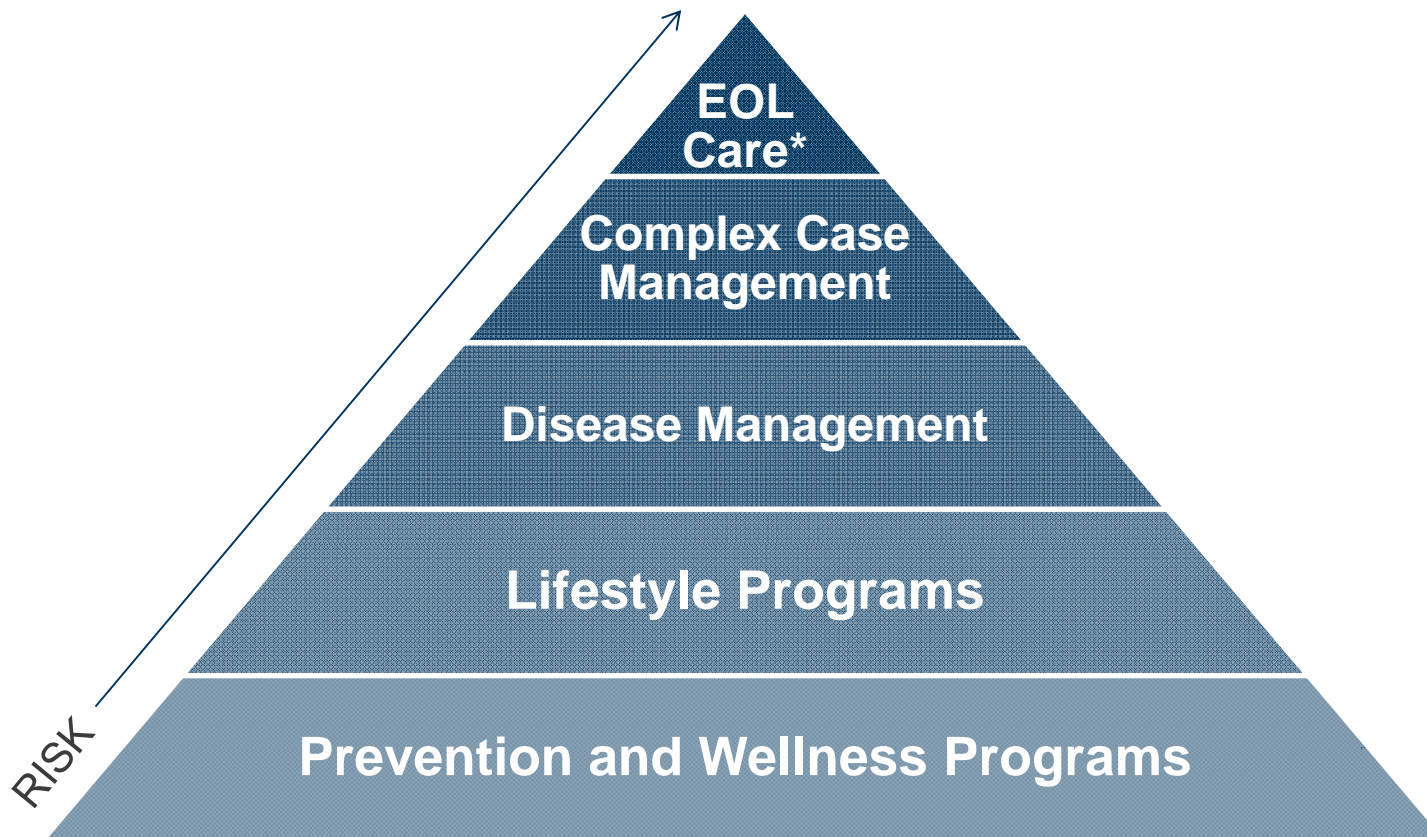 EOL
Care*
Complex Case
Management
Disease Management
Lifestyle Programs
Prevention and Wellness Programs
RISK